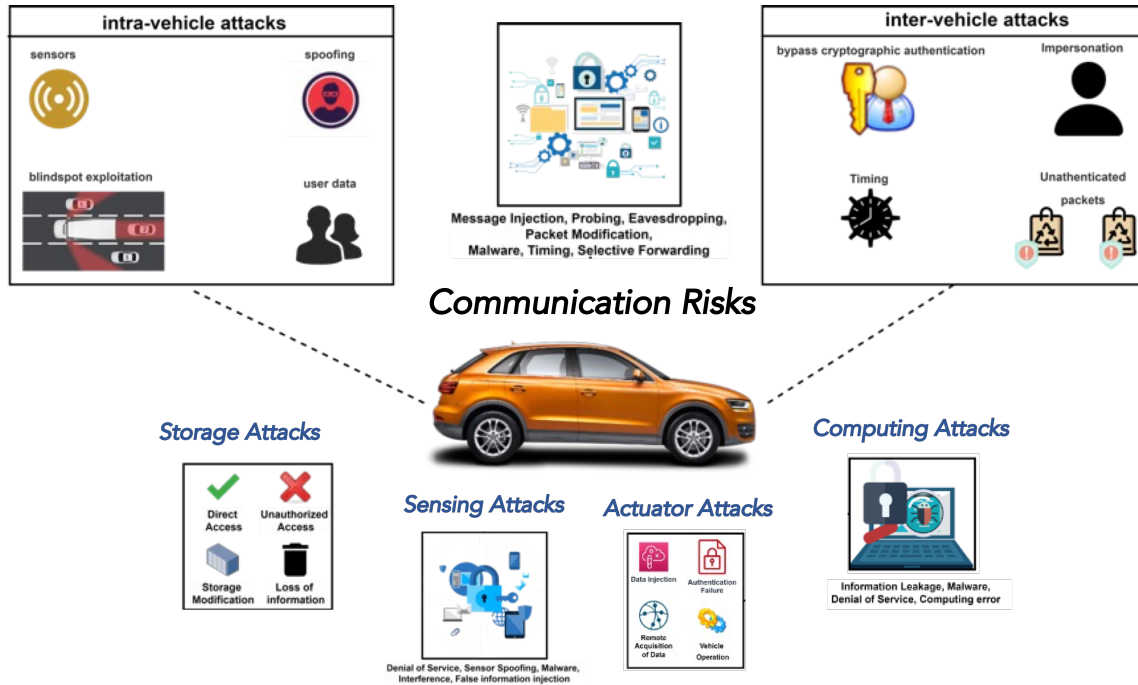 intra-vehicle attacks
sensors
spoofing
blindspot exploitation
user data
Message Injection, Probing, Eavesdropping,
Packet Modification,
Malware, Timing, Selective Forwarding
inter-vehicle attacks
bypass cryptographic authentication
Impersonation
Timing
Unathenticated
packets
Communication Risks
Storage Attacks
Direct
Access
Unauthorized
Access
Storage
Modification
Loss of
information
Sensing Attacks
Denial of Service, Sensor Spoofing, Malware,
Interference, False information injection
Actuator Attacks
Data injection
Authentication
Failure
Remote
Acquisition
of Data
Vehicle
Operation
Computing Attacks
Information Leakage, Malware,
Denial of Service, Computing error